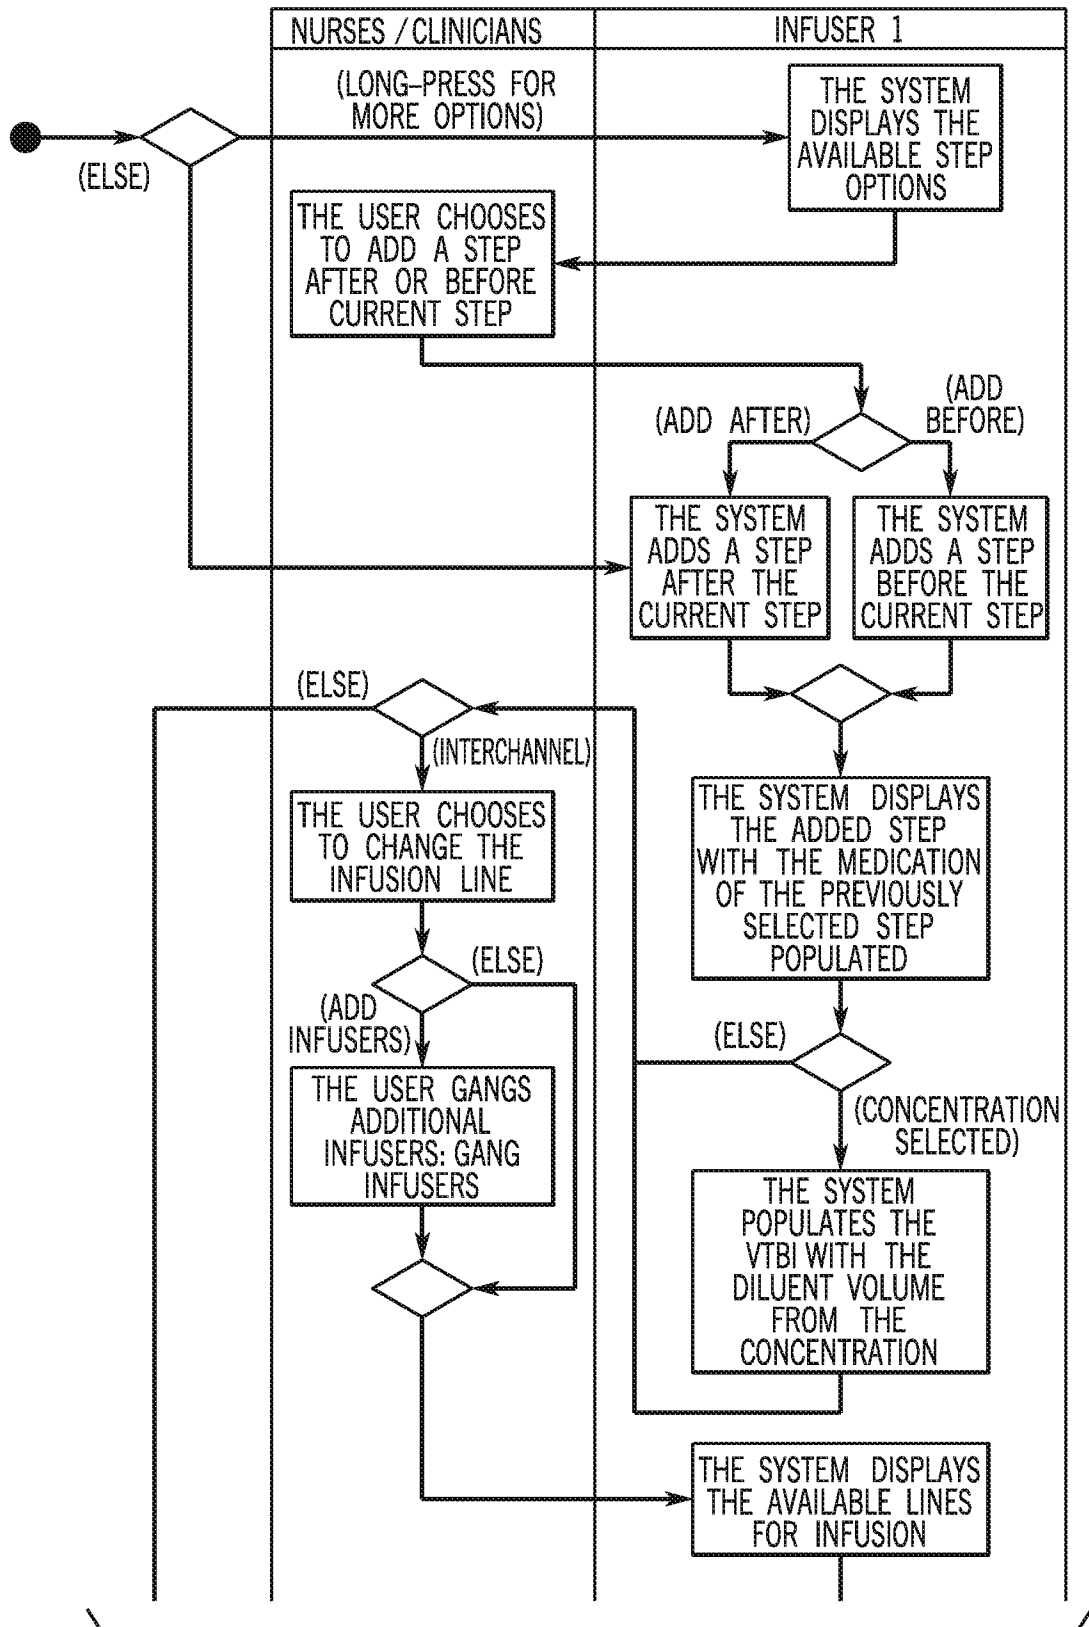 NURSES / CLINICIANS
INFUSER 1
(LONG-PRESS FOR
MORE OPTIONS)
THE SYSTEM
DISPLAYS THE
AVAILABLE STEP
OPTIONS
(ELSE)
THE USER CHOOSES
TO ADD A STEP
AFTER OR BEFORE
CURRENT STEP
(ADD AFTER)
(ADD
BEFORE)
THE SYSTEM
ADDS A STEP
AFTER THE
CURRENT STEP
THE SYSTEM
ADDS A STEP
BEFORE THE
CURRENT STEP
(ELSE)
(INTERCHANNEL)
THE USER CHOOSES
TO CHANGE THE
INFUSION LINE
THE SYSTEM DISPLAYS
THE ADDED STEP
WITH THE MEDICATION
OF THE PREVIOUSLY
SELECTED STEP
POPULATED
(ELSE)
(ADD
INFUSERS)
(ELSE)
THE USER GANGS
ADDITIONAL
INFUSERS: GANG
INFUSERS
(CONCENTRATION
SELECTED)
THE SYSTEM
POPULATES THE
VTBI WITH THE
DILUENT VOLUME
FROM THE
CONCENTRATION
THE SYSTEM DISPLAYS
THE AVAILABLE LINES
FOR INFUSION